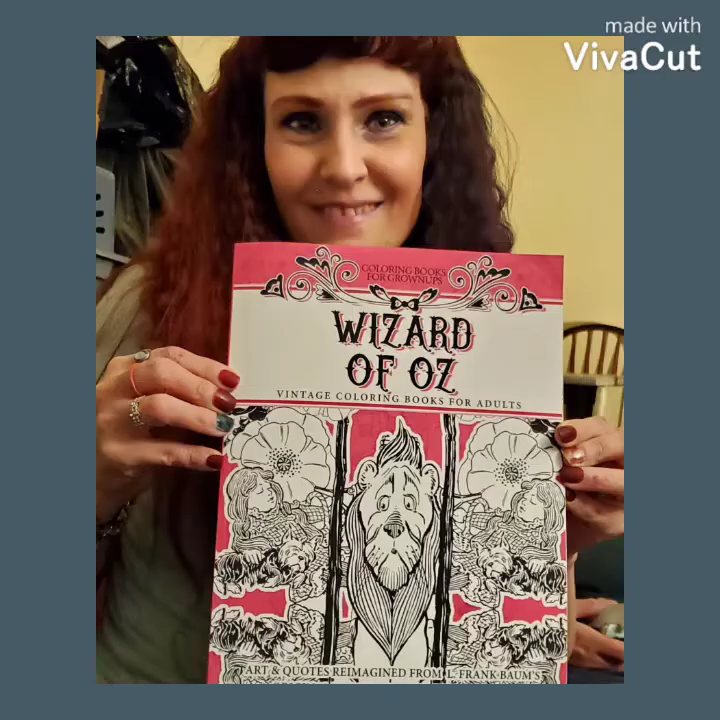 made with
VivaCut
COLORING BOOKS
FOR GROWNUPS
WIZARD
OF OZ
VINTAGE COLORING BOOKS FOR ADULTS
ART & QUOTES REIMAGINED FROM L. FRANK BAUM'S